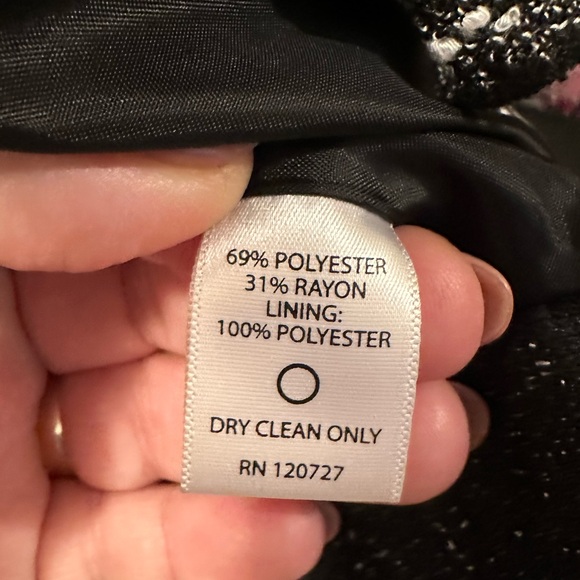 69% POLYESTER
31% RAYON
LINING:
100% POLYESTER
DRY CLEAN ONLY
RN 120727